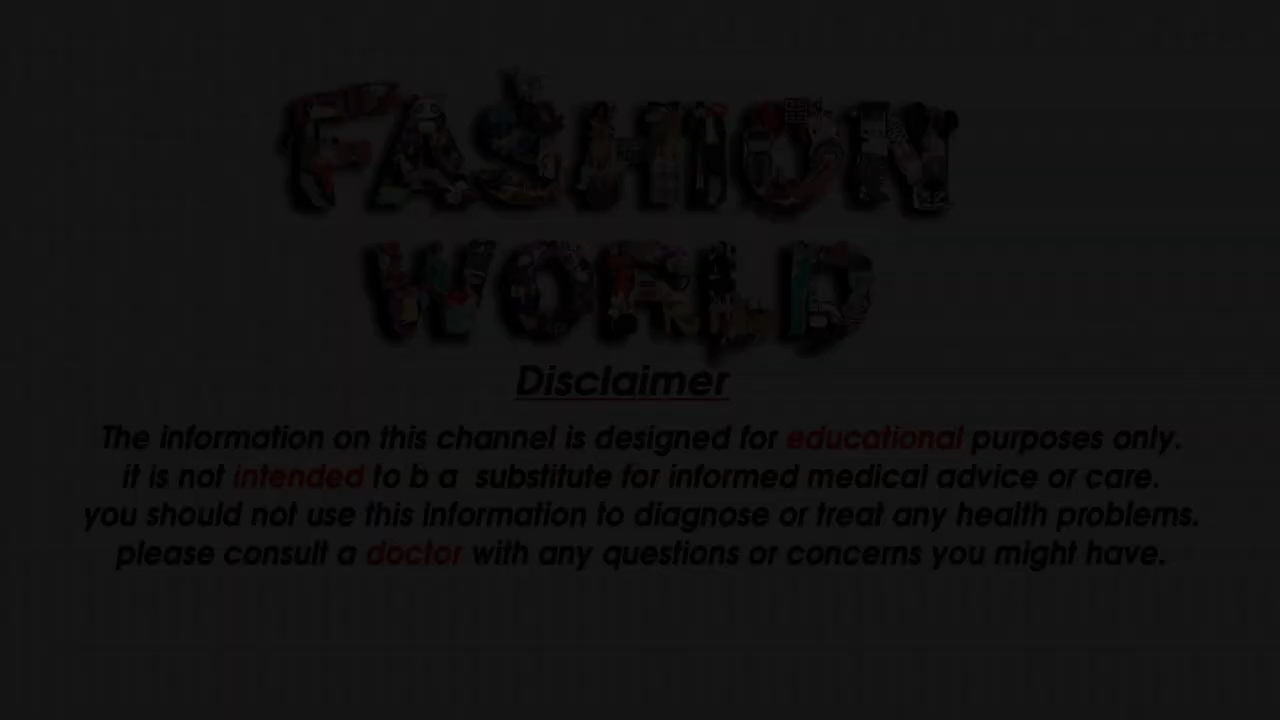 FASHION
WORLD
Disclaimer
The information on this channel is designed for educational purposes only.
it is not intended to b a substitute for informed medical advice or care.
you should not use this information to diagnose or treat any health problems.
please consult a doctor with any questions or concerns you might have.